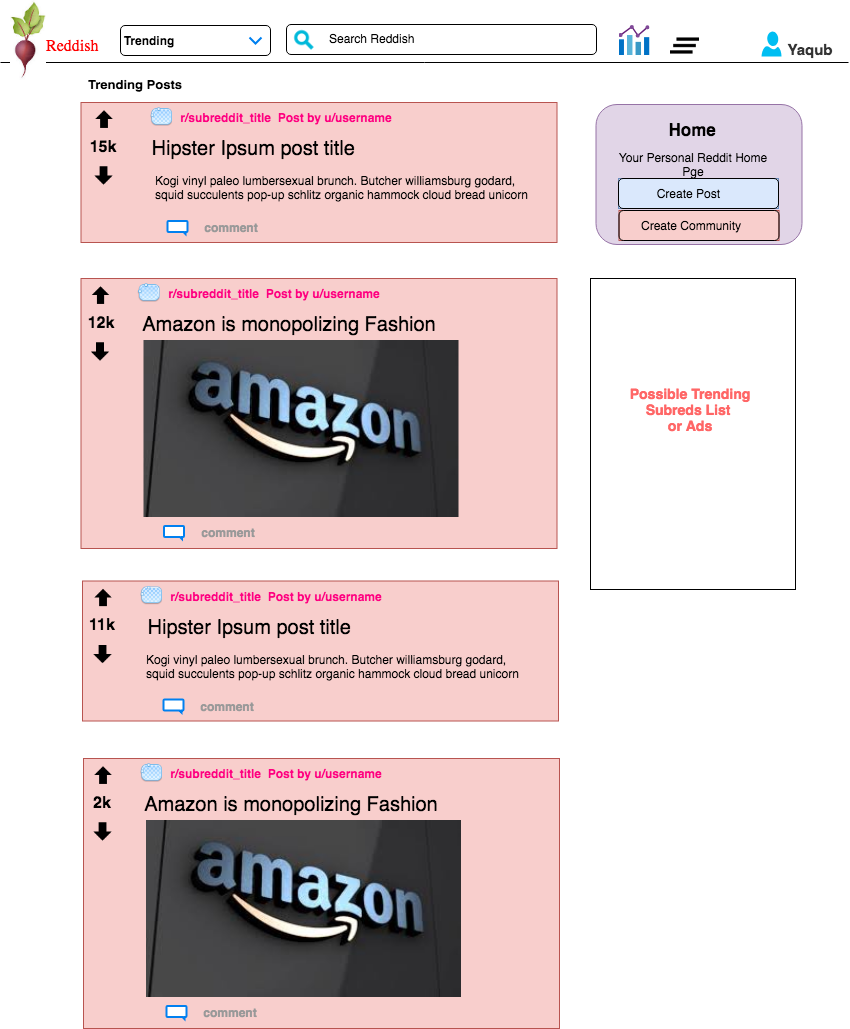 Reddish
Trending
Search Reddish
Yaqub
Trending Posts
r/subreddit_title Post by u/username
15k
Hipster Ipsum post title
Kogi vinyl paleo lumbersexual brunch. Butcher williamsburg godard,
squid succulents pop-up schlitz organic hammock cloud bread unicorn
comment
Home
Your Personal Reddit Home
Pge
Create Post
Create Community
r/subreddit_title Post by u/username
12k
Amazon is monopolizing Fashion
amazon
comment
Possible Trending
Subreds List
or Ads
r/subreddit_title Post by u/username
11k
Hipster Ipsum post title
Kogi vinyl paleo lumbersexual brunch. Butcher williamsburg godard,
squid succulents pop-up schlitz organic hammock cloud bread unicorn
comment
r/subreddit_title Post by u/username
2k
Amazon is monopolizing Fashion
amazon
comment